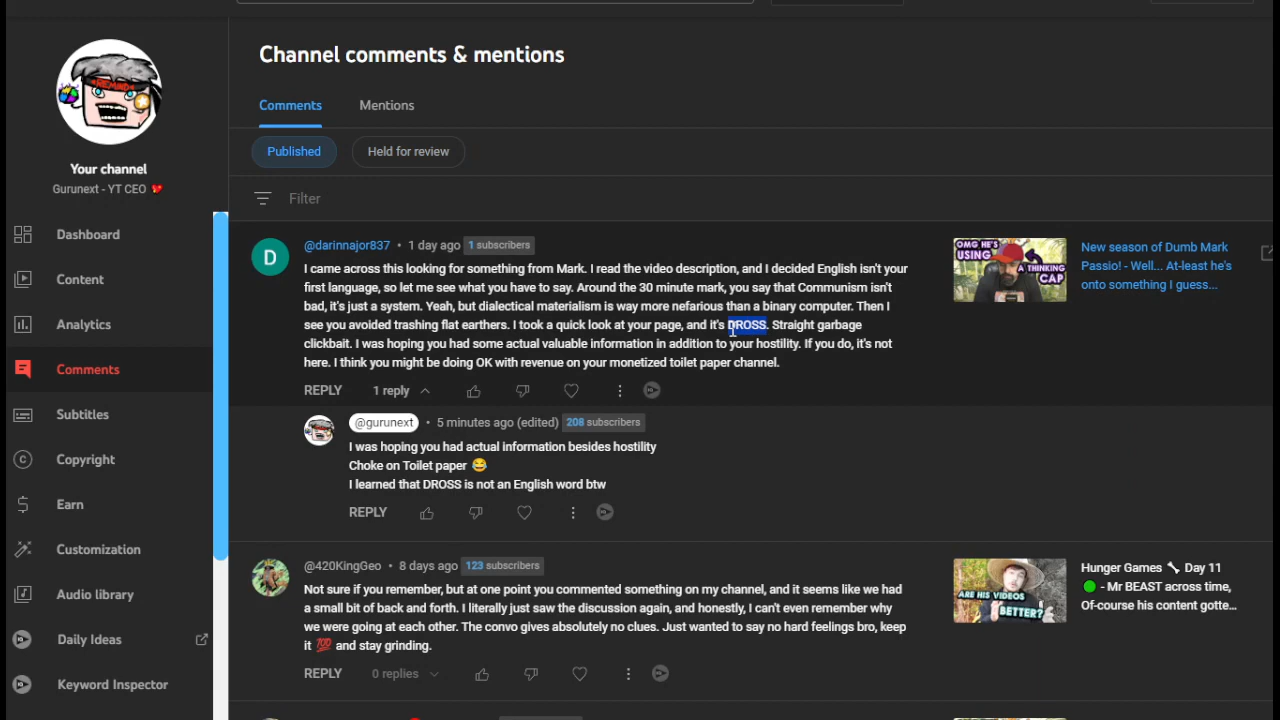 Channel comments & mentions
REMIND
Your channel
Gurunext - YT CEO 💔
Dashboard
Content
Analytics
Comments
Subtitles
Copyright
Earn
Customization
Audio library
Daily Ideas
Keyword Inspector
Comments
Mentions
Published
Held for review
Filter
D
@darinnajor837 • 1 day ago 1 subscribers
I came across this looking for something from Mark. I read the video description, and I decided English isn't your
first language, so let me see what you have to say. Around the 30 minute mark, you say that Communism isn't
bad, it's just a system. Yeah, but dialectical materialism is way more nefarious than a binary computer. Then I
see you avoided trashing flat earthers. I took a quick look at your page, and it's DROSS. Straight garbage
clickbait. I was hoping you had some actual valuable information in addition to your hostility. If you do, it's not
here. I think you might be doing OK with revenue on your monetized toilet paper channel.
REPLY
1 reply
OMG HE'S
USING
A THINKING
CAP
New season of Dumb Mark
Passio! - Well... At-least he's
onto something I guess...
@gurunext • 5 minutes ago (edited) 208 subscribers
I was hoping you had actual information besides hostility
Choke on Toilet paper 😂
I learned that DROSS is not an English word btw
REPLY
@420KingGeo • 8 days ago 123 subscribers
Not sure if you remember, but at one point you commented something on my channel, and it seems like we had
a small bit of back and forth. I literally just saw the discussion again, and honestly, I can't even remember why
we were going at each other. The convo gives absolutely no clues. Just wanted to say no hard feelings bro, keep
it 💯 and stay grinding.
REPLY
0 replies
ARE HIS VIDEOS
BETTER?
Hunger Games 🦴 Day 11
🟢 - Mr BEAST across time,
Of-course his content gotte...